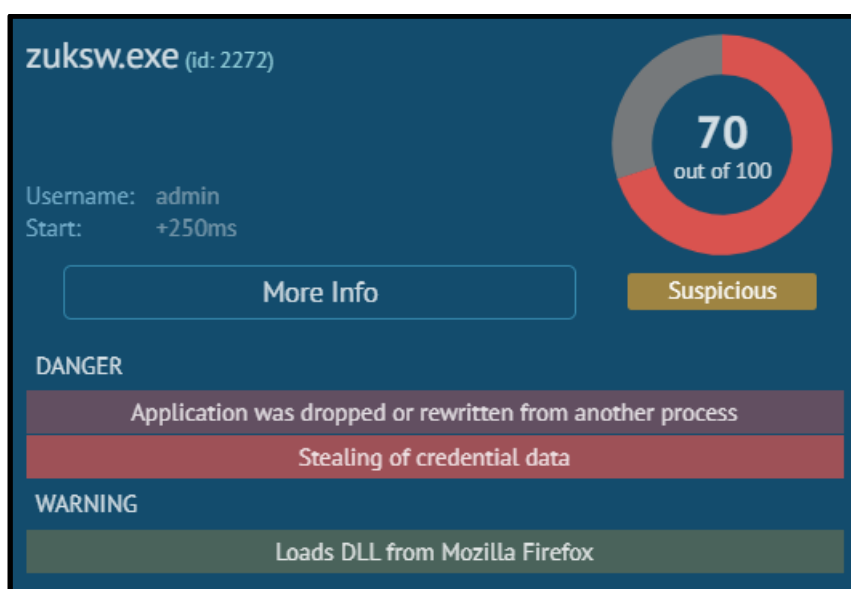 zuksw.exe (id: 2272)
70
out of 100
Username: admin
Start: +250ms
More Info
Suspicious
DANGER
Application was dropped or rewritten from another process
Stealing of credential data
WARNING
Loads DLL from Mozilla Firefox